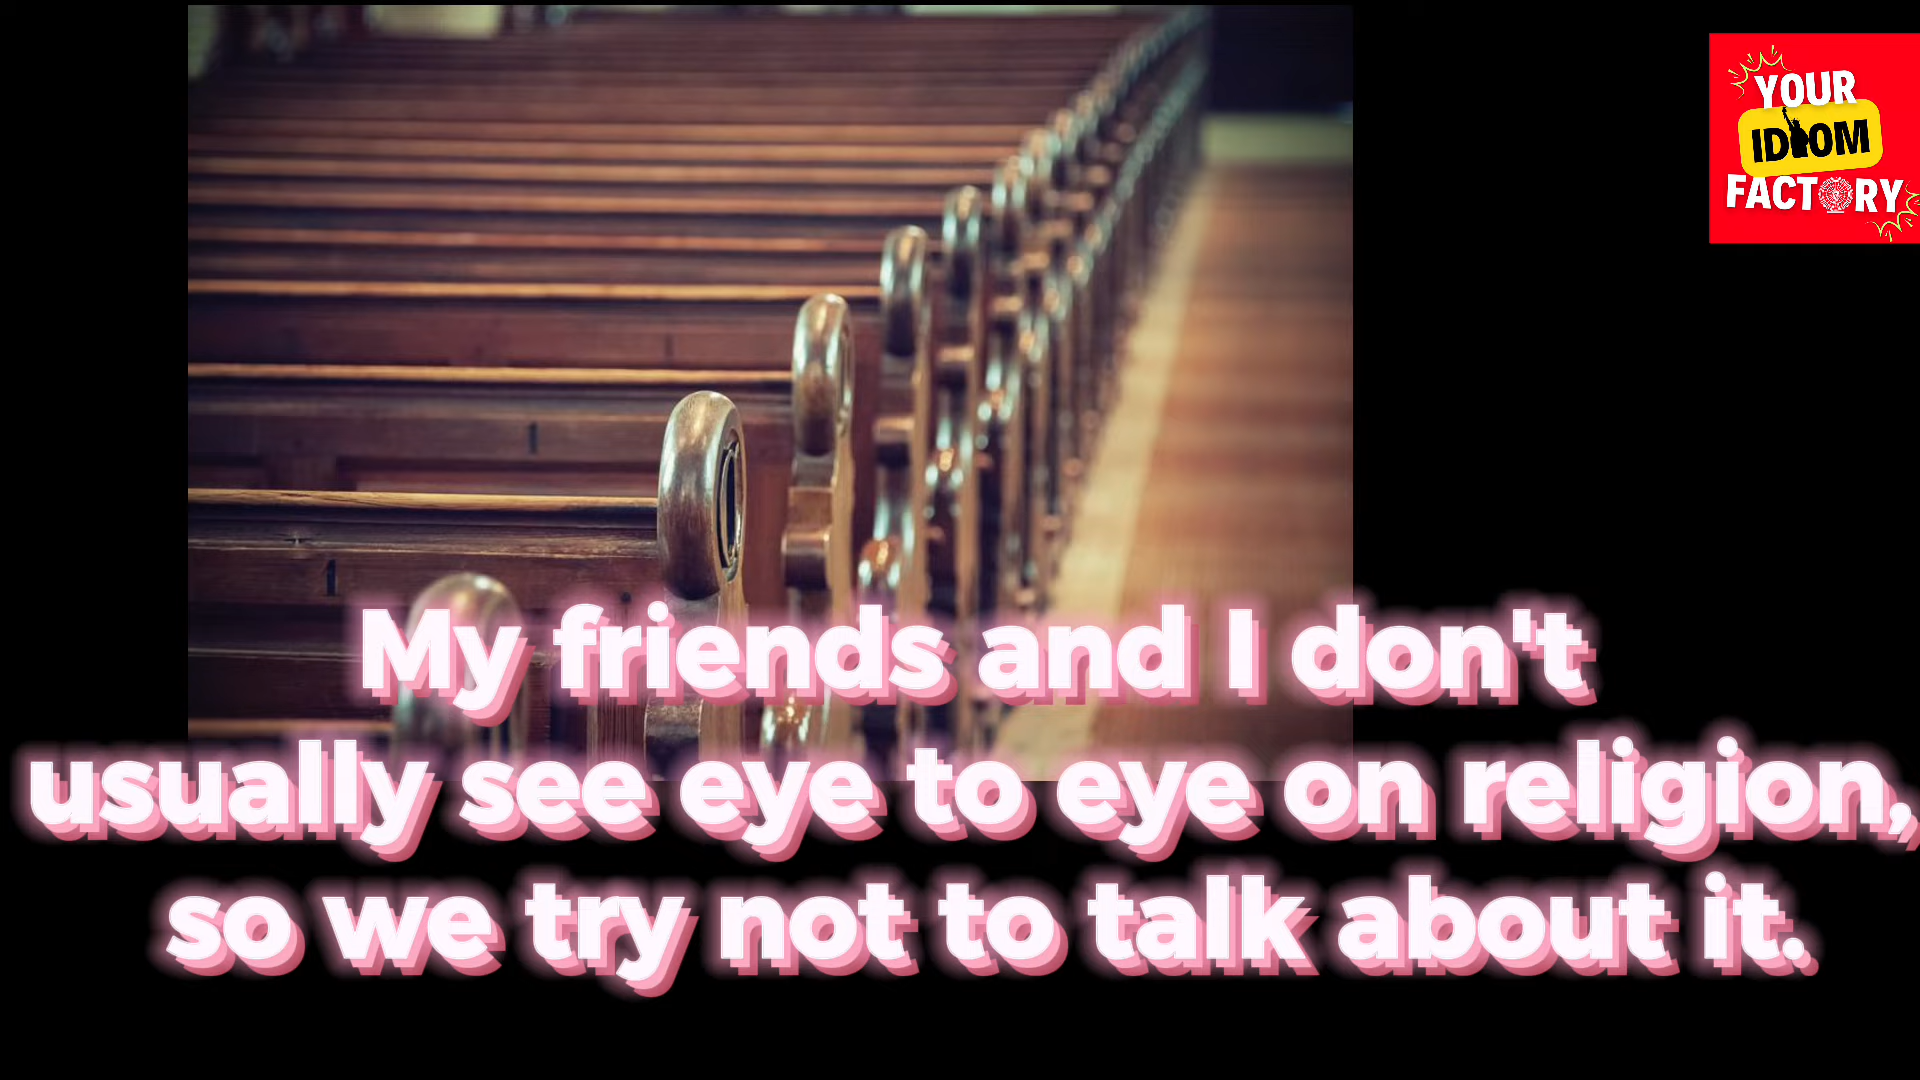 YOUR
IDIOM
FACTORY
My friends and I don't
usually see eye to eye on religion,
so we try not to talk about it.